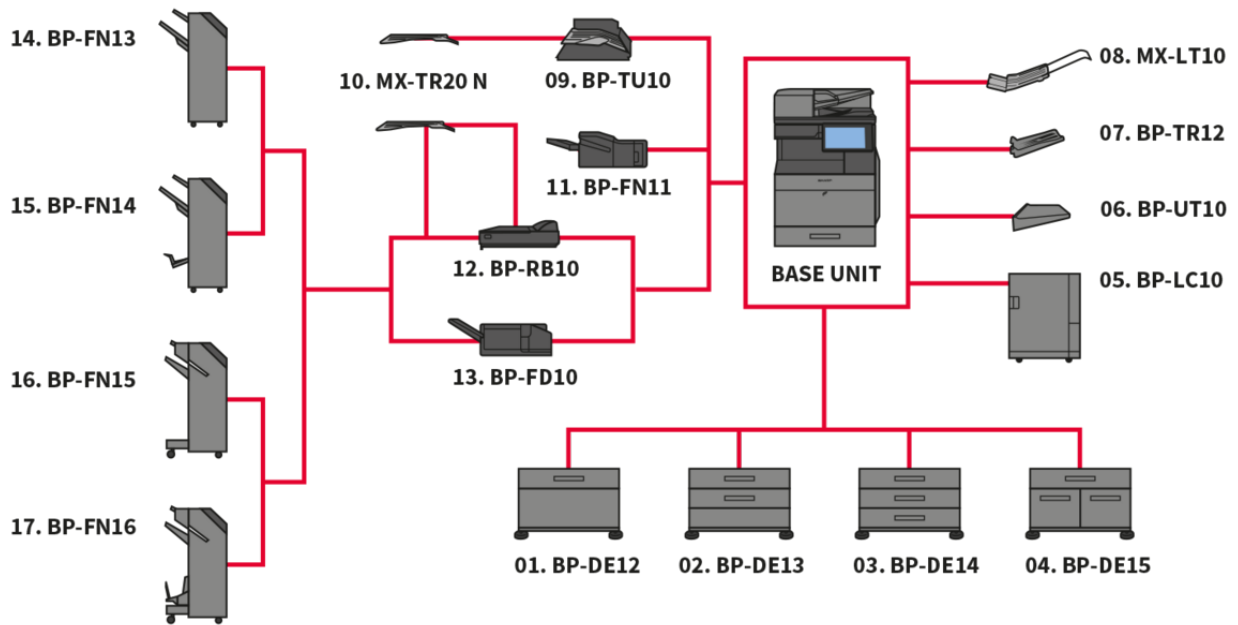 14. BP-FN13
10. MX-TR20 N
09. BP-TU10
08. MX-LT10
07. BP-TR12
15. BP-FN14
11. BP-FN11
06. BP-UT10
12. BP-RB10
BASE UNIT
05. BP-LC10
16. BP-FN15
13. BP-FD10
17. BP-FN16
01. BP-DE12
02. BP-DE13
03. BP-DE14
04. BP-DE15